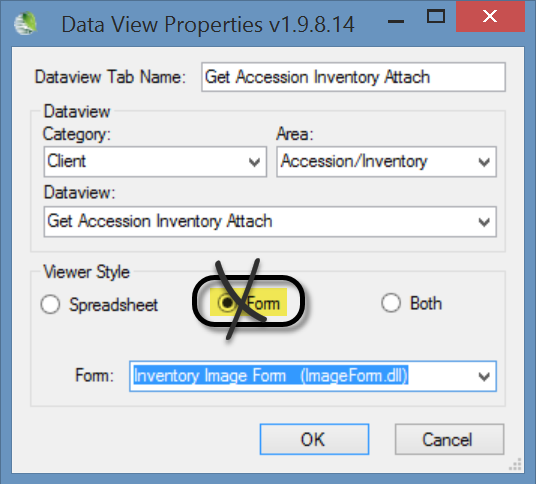 Data View Properties v1.9.8.14
Dataview Tab Name: Get Accession Inventory Attach
Dataview
Category: Area:
Client Accession/Inventory
Dataview:
Get Accession Inventory Attach
Viewer Style
Spreadsheet Form Both
Form: Inventory Image Form (ImageForm.dll)
OK Cancel